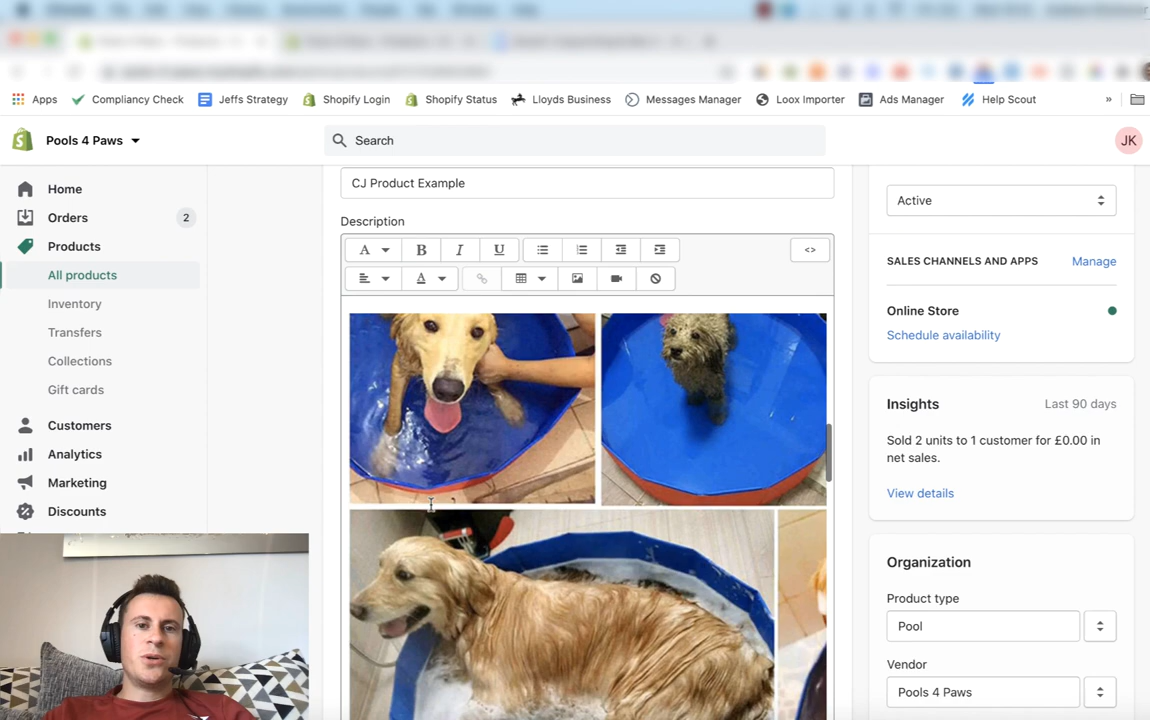 Apps
Compliancy Check
Jeffs Strategy
Shopify Login
Shopify Status
Lloyds Business
Messages Manager
Loox Importer
Ads Manager
Help Scout
»
Pools 4 Paws
Search
JK
Home
Orders
2
Products
All products
Inventory
Transfers
Collections
Gift cards
Customers
Analytics
Marketing
Discounts
CJ Product Example
Description
A B I U <>
A
Active
SALES CHANNELS AND APPS Manage
Online Store
Schedule availability
Insights Last 90 days
Sold 2 units to 1 customer for £0.00 in
net sales.
View details
Organization
Product type
Pool
Vendor
Pools 4 Paws